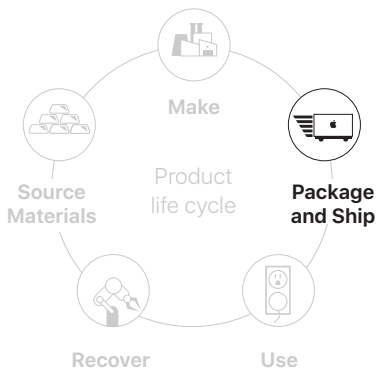 Make
Source
Materials
Product
life cycle
Package
and Ship
Recover
Use